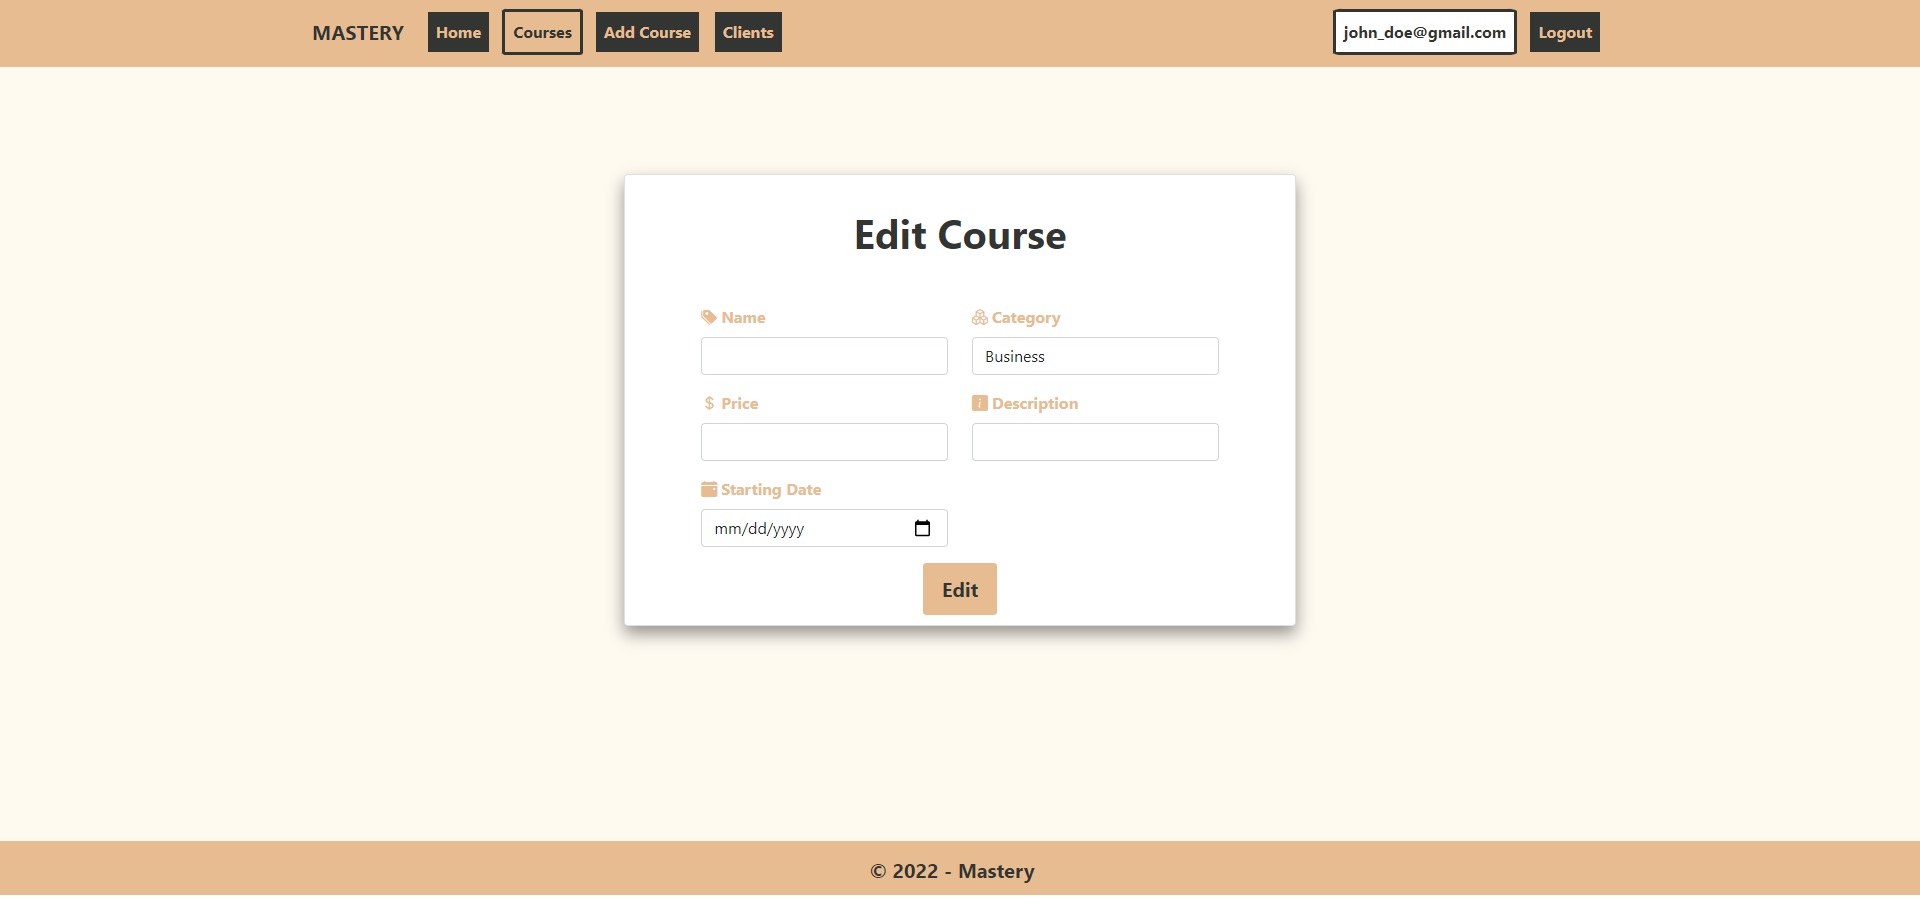 MASTERY Home Courses Add Course Clients john_doe@gmail.com Logout
Edit Course
Name Category
Business
$ Price Description
Starting Date
mm/dd/yyyy
Edit
© 2022 - Mastery